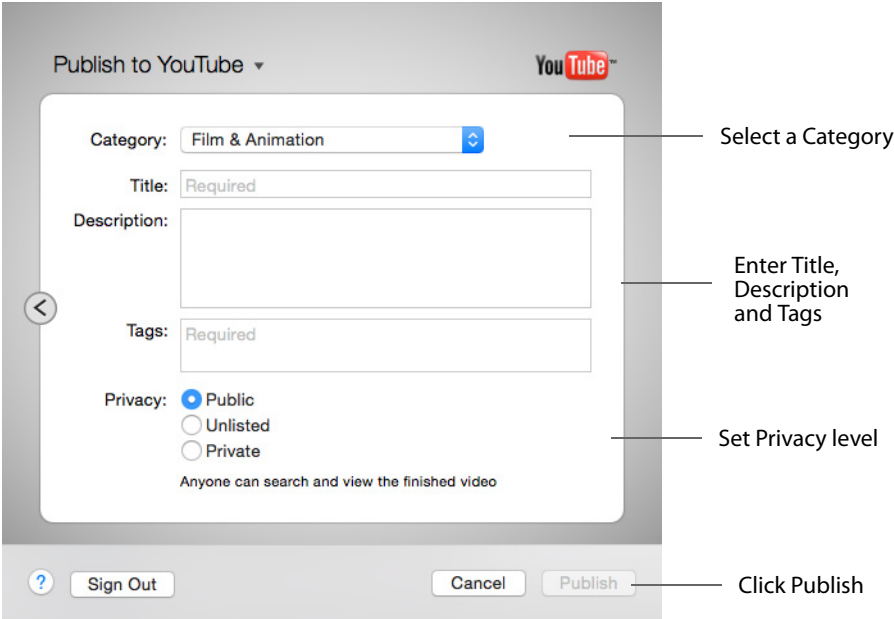 Publish to YouTube
YouTube™
Category: Film & Animation
Select a Category
Title: Required
Description:
Enter Title,
Description
and Tags
Tags: Required
Privacy: Public
Unlisted
Set Privacy level
Private
Anyone can search and view the finished video
? Sign Out Cancel Publish
Click Publish